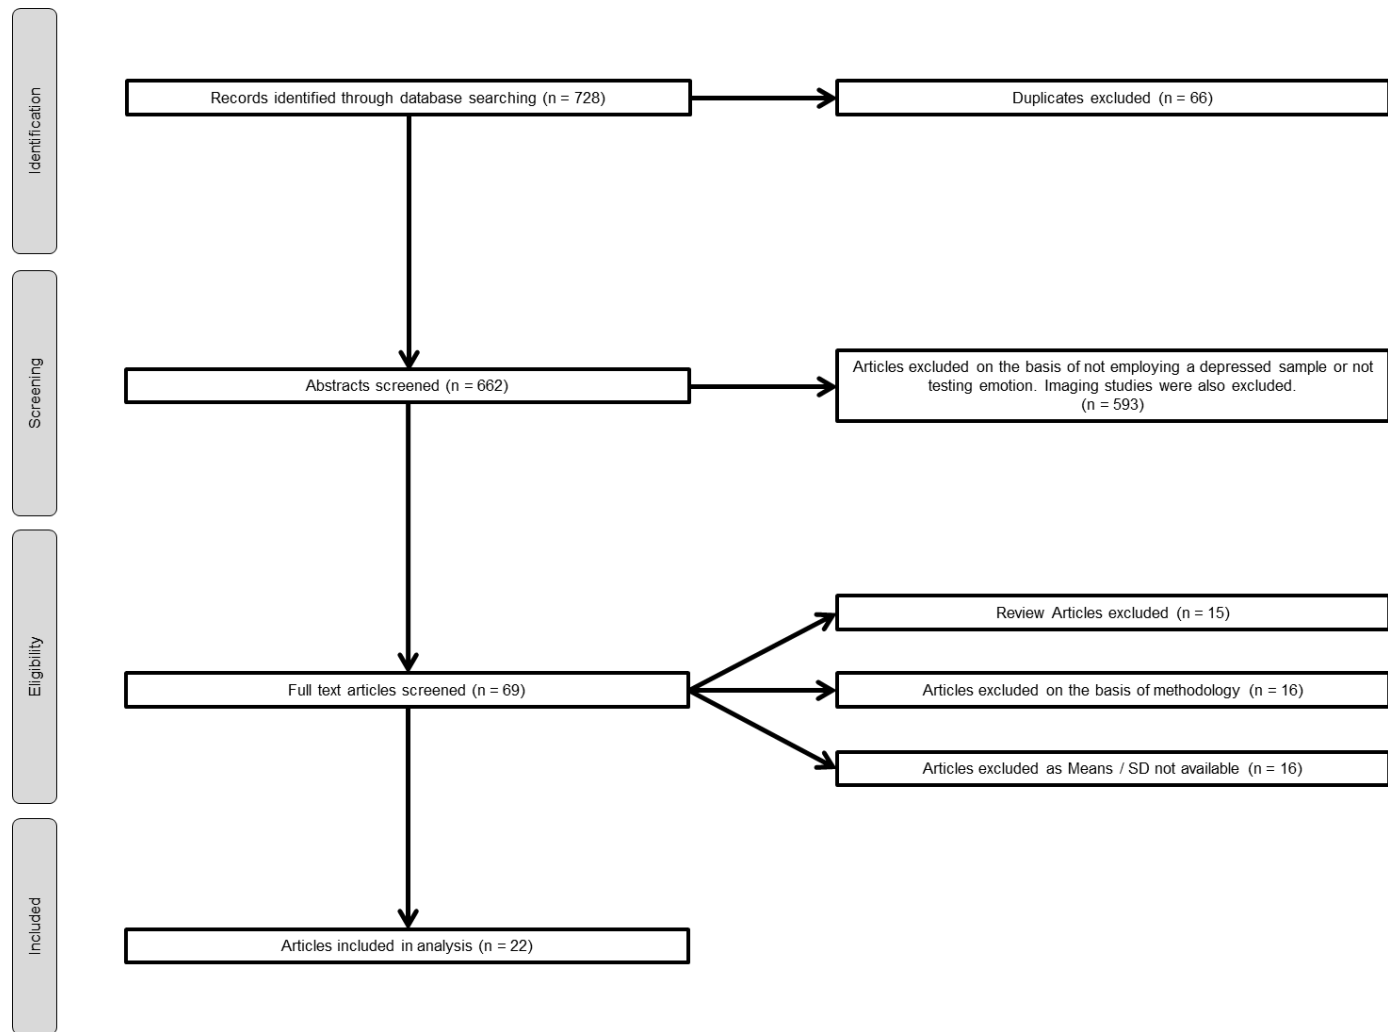 Identification
Records identified through database searching (n = 728)
Duplicates excluded (n = 66)
Screening
Abstracts screened (n = 662)
Articles excluded on the basis of not employing a depressed sample or not
testing emotion. Imaging studies were also excluded.
(n = 593)
Eligibility
Full text articles screened (n = 69)
Review Articles excluded (n = 15)
Articles excluded on the basis of methodology (n = 16)
Articles excluded as Means / SD not available (n = 16)
Included
Articles included in analysis (n = 22)